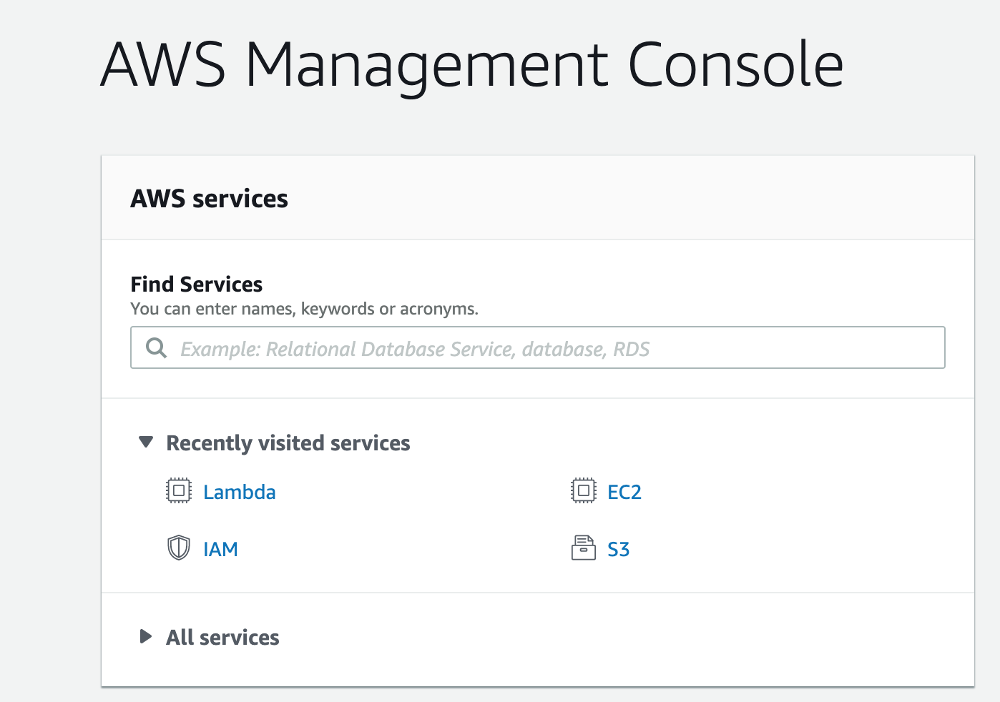 AWS Management Console
AWS services
Find Services
You can enter names, keywords or acronyms.
Example: Relational Database Service, database, RDS
Recently visited services
Lambda
EC2
IAM
S3
All services